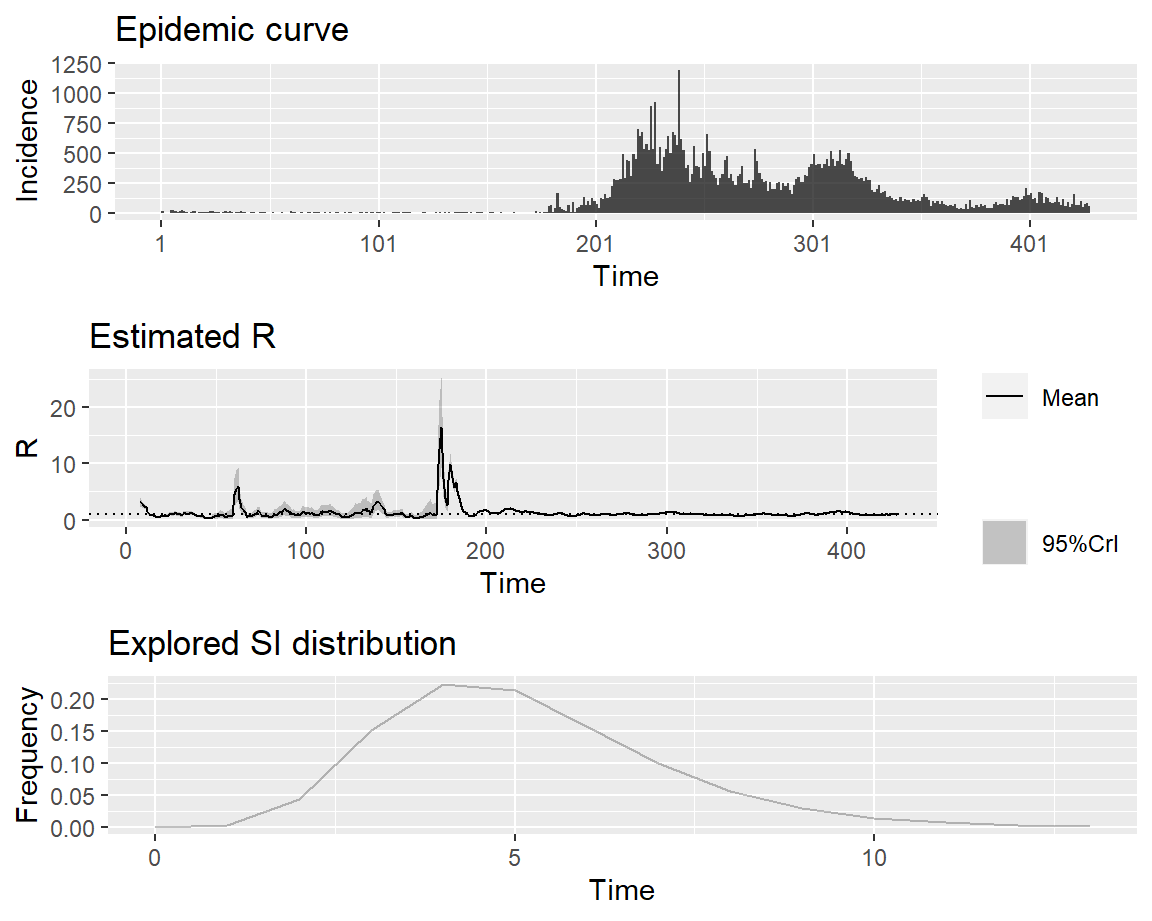 Epidemic curve
Incidence
1250
1000
750
500
250
0
1 101 201 301 401
Time
Estimated R
R
20
10
0
0 100 200 300 400
Time
Mean
95%CrI
Explored SI distribution
Frequency
0.20
0.15
0.10
0.05
0.00
0 5 10
Time